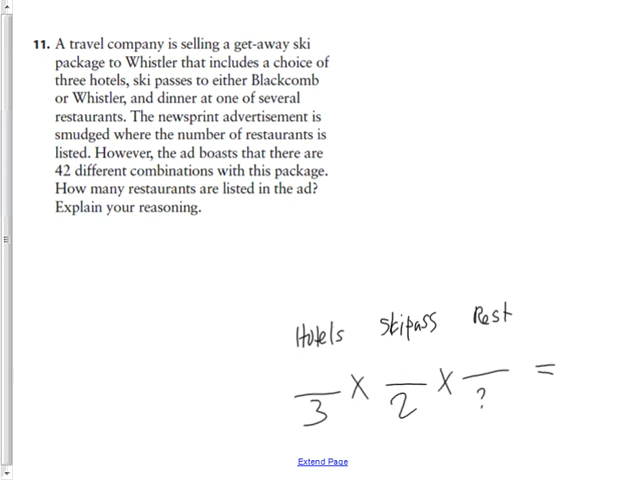 11. A travel company is selling a get-away ski
package to Whistler that includes a choice of
three hotels, ski passes to either Blackcomb
or Whistler, and dinner at one of several
restaurants. The newsprint advertisement is
smudged where the number of restaurants is
listed. However, the ad boasts that there are
42 different combinations with this package.
How many restaurants are listed in the ad?
Explain your reasoning.
Hotels Skipass Rest
__ × __ × __ =
3 2 ?
Extend Page